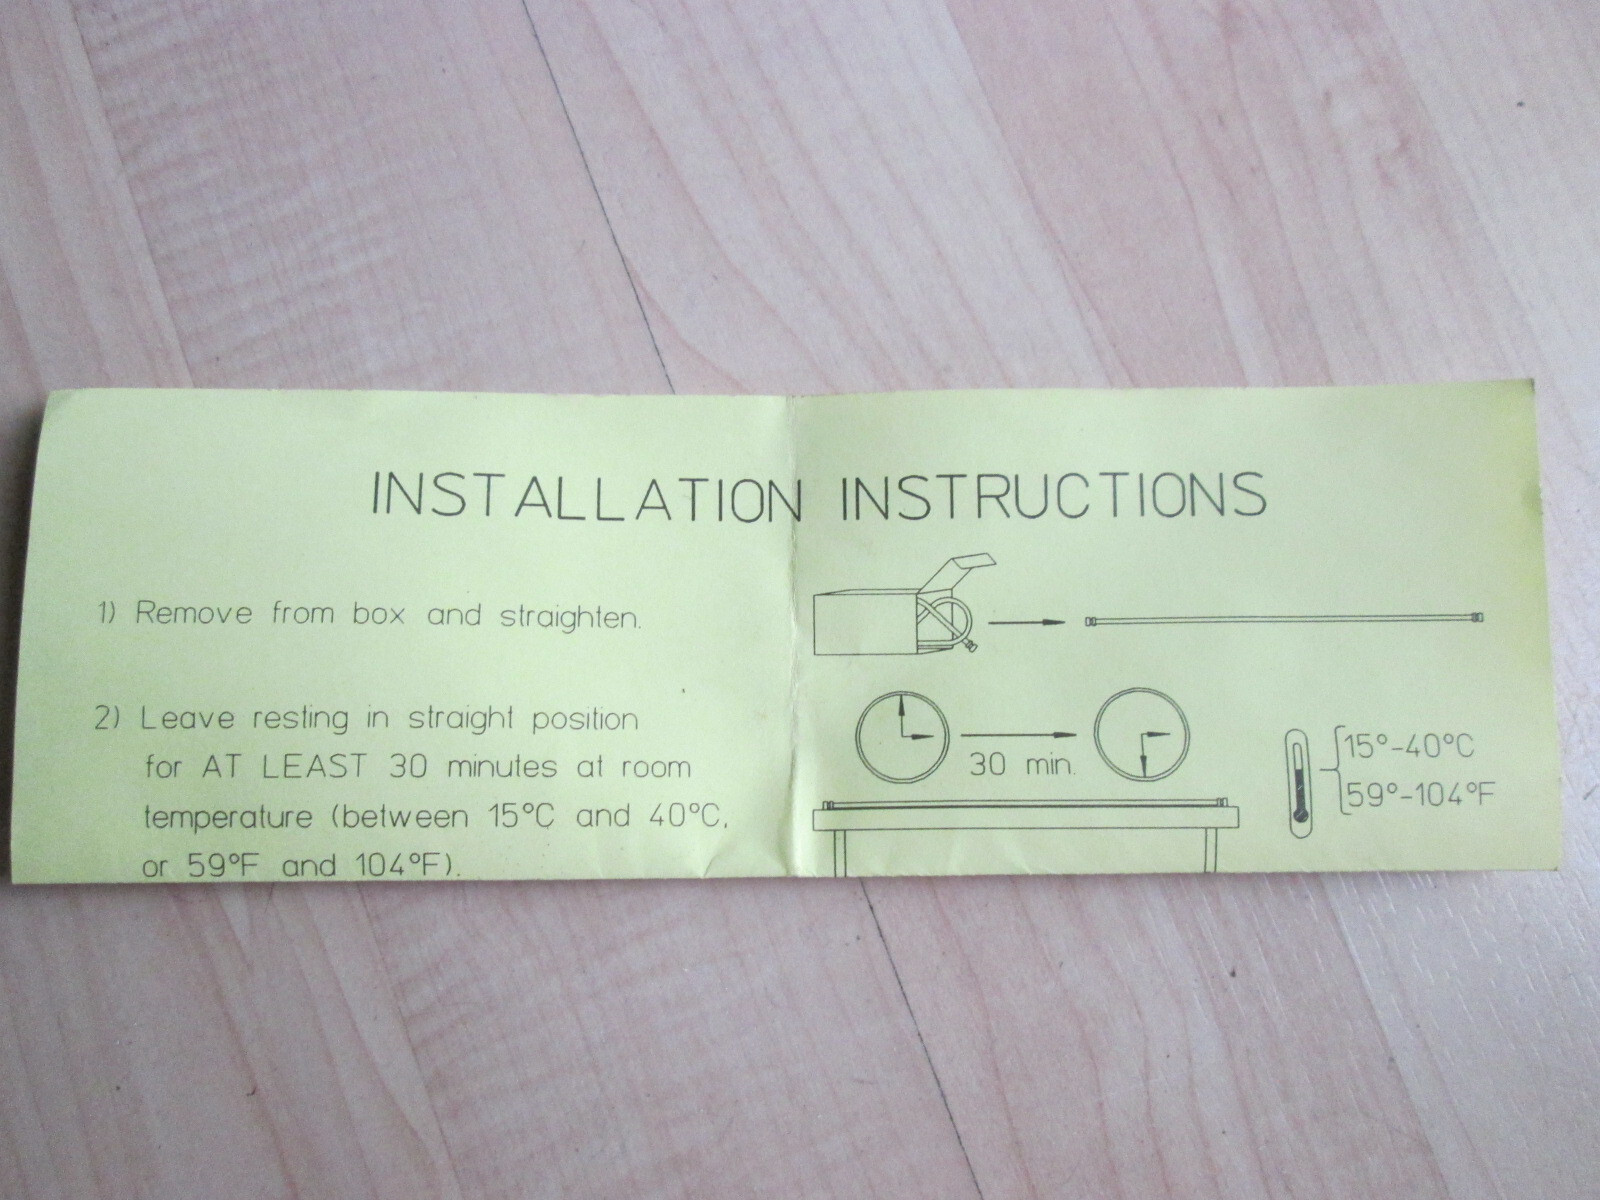 INSTALLATION INSTRUCTIONS
1) Remove from box and straighten.
2) Leave resting in straight position
for AT LEAST 30 minutes at room
temperature (between 15°C and 40°C,
or 59°F and 104°F).
30 min.
15°-40°C
59°-104°F